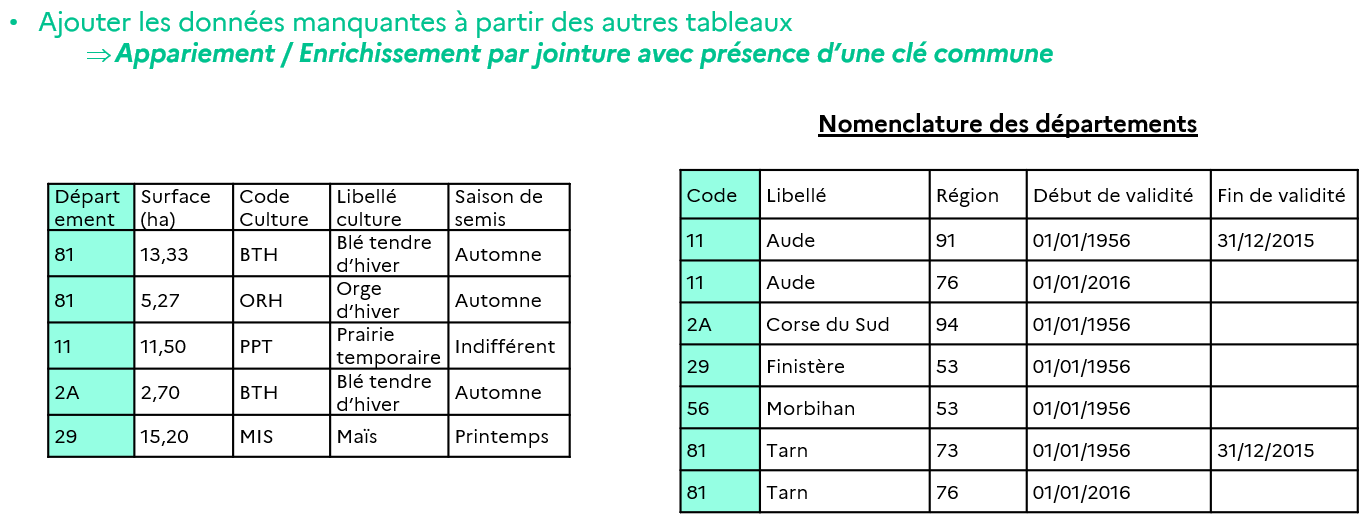 • Ajouter les données manquantes à partir des autres tableaux
⇒Appariement / Enrichissement par jointure avec présence d’une clé commune
Nomenclature des départements
Départ
ement
Surface
(ha)
Code
Culture
Libellé
culture
Saison de
semis
81 13,33 BTH Blé tendre
d’hiver Automne
81 5,27 ORH Orge
d’hiver Automne
11 11,50 PPT Prairie
temporaire Indifférent
2A 2,70 BTH Blé tendre
d’hiver Automne
29 15,20 MIS Maïs Printemps
Code Libellé Région Début de validité Fin de validité
11 Aude 91 01/01/1956 31/12/2015
11 Aude 76 01/01/2016
2A Corse du Sud 94 01/01/1956
29 Finistère 53 01/01/1956
56 Morbihan 53 01/01/1956
81 Tarn 73 01/01/1956 31/12/2015
81 Tarn 76 01/01/2016